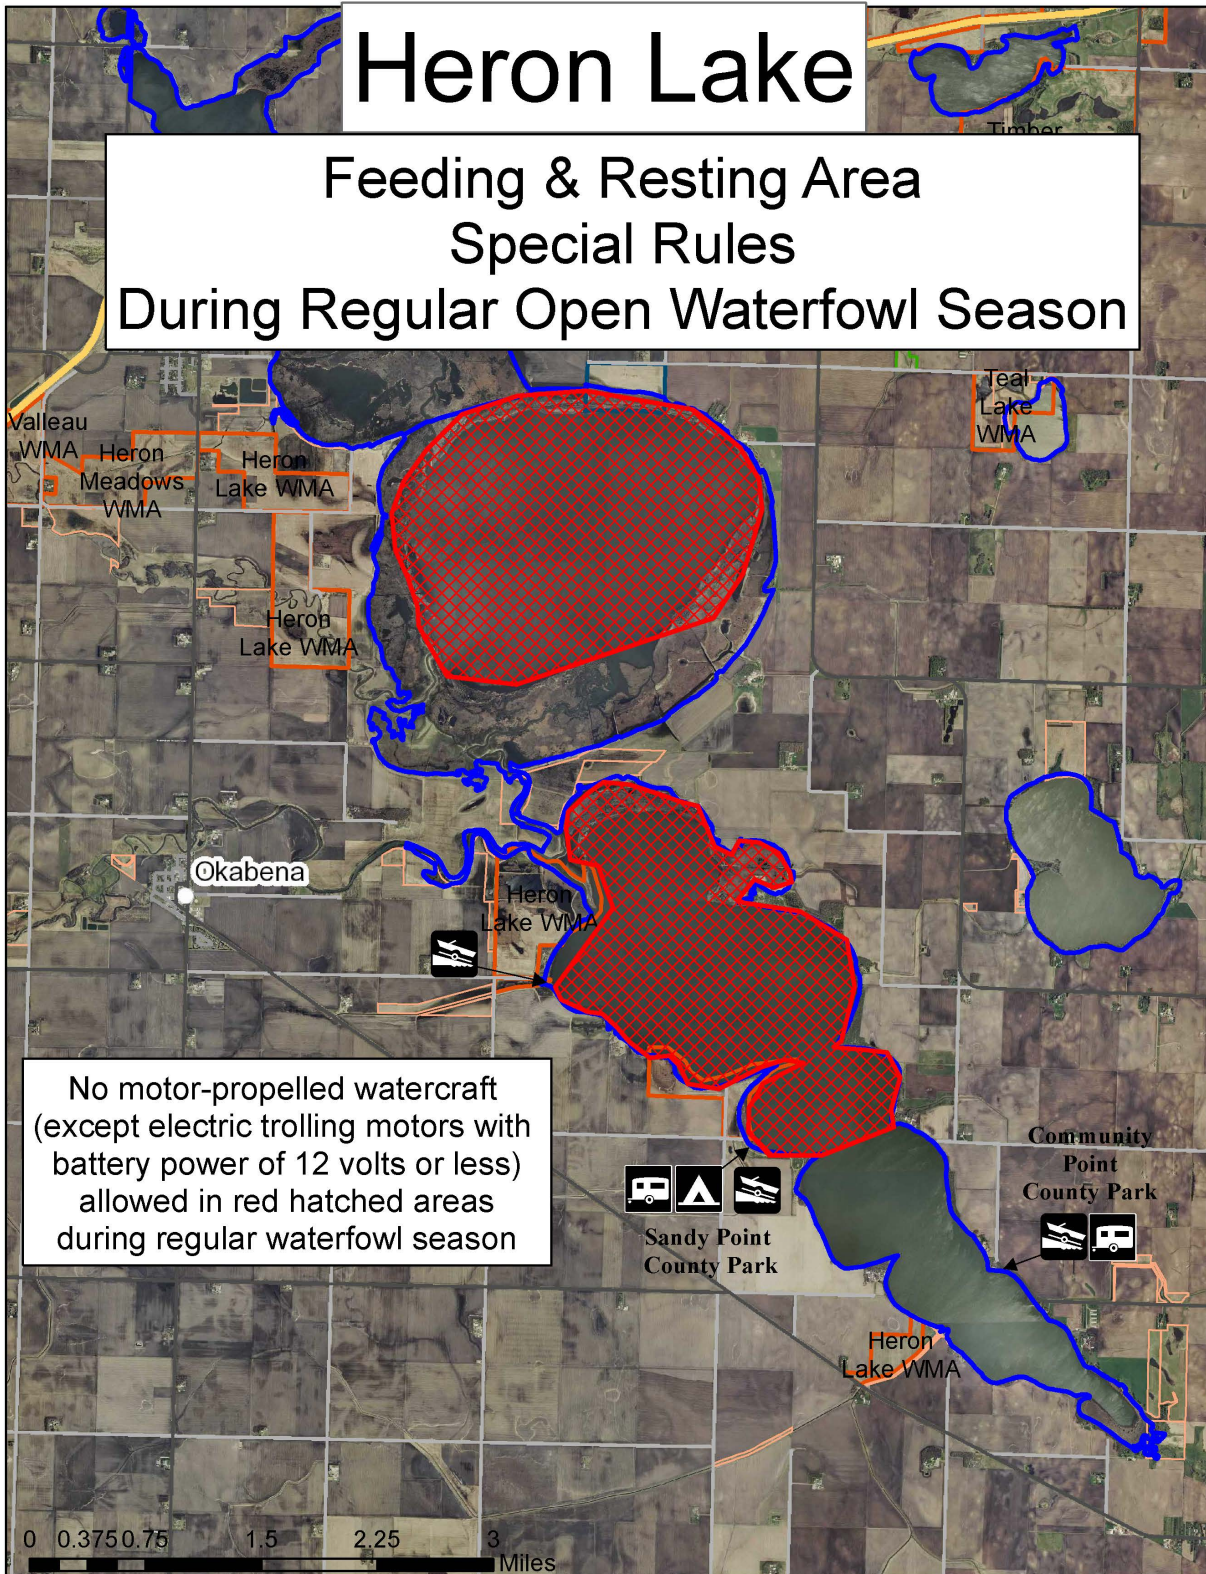 Heron Lake
Timber
Feeding & Resting Area
Special Rules
During Regular Open Waterfowl Season
Teal
Lake
WMA
Valleau
WMA
Heron
Meadows
WMA
Heron
Lake WMA
Heron
Lake WMA
Okabena
Heron
Lake WMA
No motor-propelled watercraft
(except electric trolling motors with
battery power of 12 volts or less)
allowed in red hatched areas
during regular waterfowl season
Community
Point
County Park
Sandy Point
County Park
Heron
Lake WMA
0 0.375 0.75 1.5 2.25 3
Miles